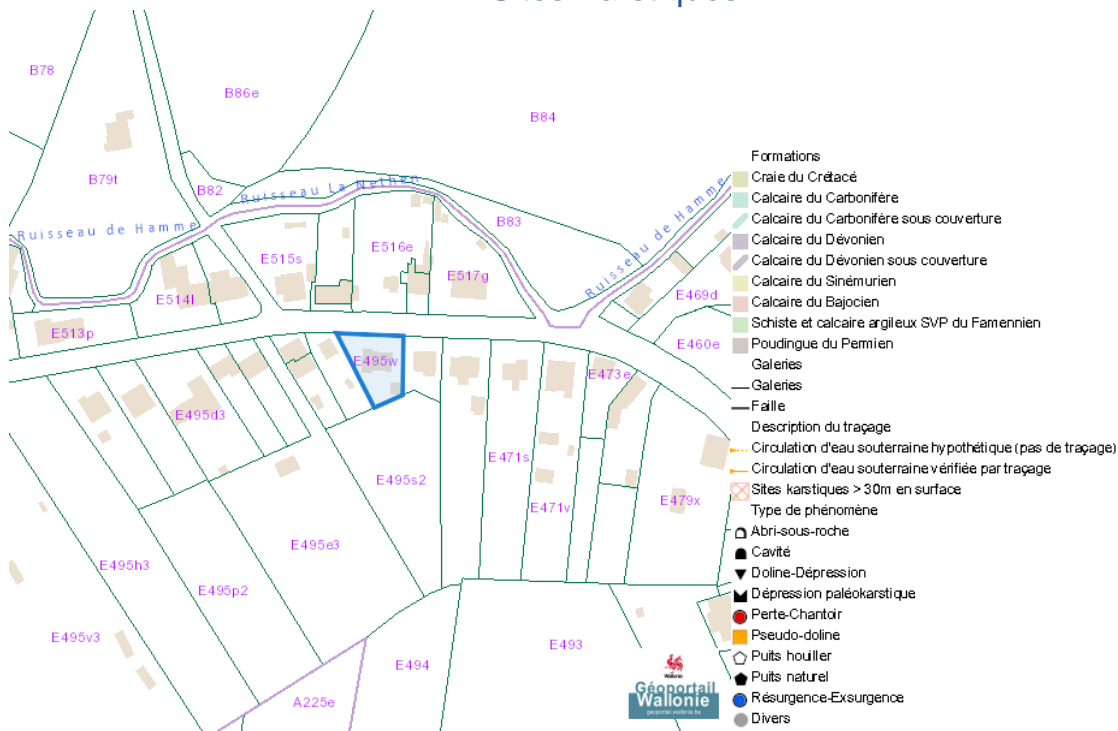 B78
B86e
B84
B79t
B82
Ruisseau La Nethen
Ruisseau de Hamme
B83
Ruisseau de Hamme
E516e
E515s
E517g
E514l
E469d
E513p
E460e
E495w
E473e
E495d3
E471s
E495s2
E471v
E479x
E495e3
E495h3
E495p2
E495v3
E494
E493
A225e
Wallonie
Géoportail
Wallonie
geoportail.wallonie.be
Formations
Craie du Crétacé
Calcaire du Carbonifère
Calcaire du Carbonifère sous couverture
Calcaire du Dévonien
Calcaire du Dévonien sous couverture
Calcaire du Sinémurien
Calcaire du Bajocien
Schiste et calcaire argileux SVP du Famennien
Poudingue du Permien
Galeries
Galeries
Faille
Description du traçage
Circulation d'eau souterraine hypothétique (pas de traçage)
Circulation d'eau souterraine vérifiée par traçage
Sites karstiques > 30m en surface
Type de phénomène
Abri-sous-roche
Cavité
Doline-Dépression
Dépression paléokarstique
Perte-Chantoir
Pseudo-doline
Puits houiller
Puits naturel
Résurgence-Exsurgence
Divers